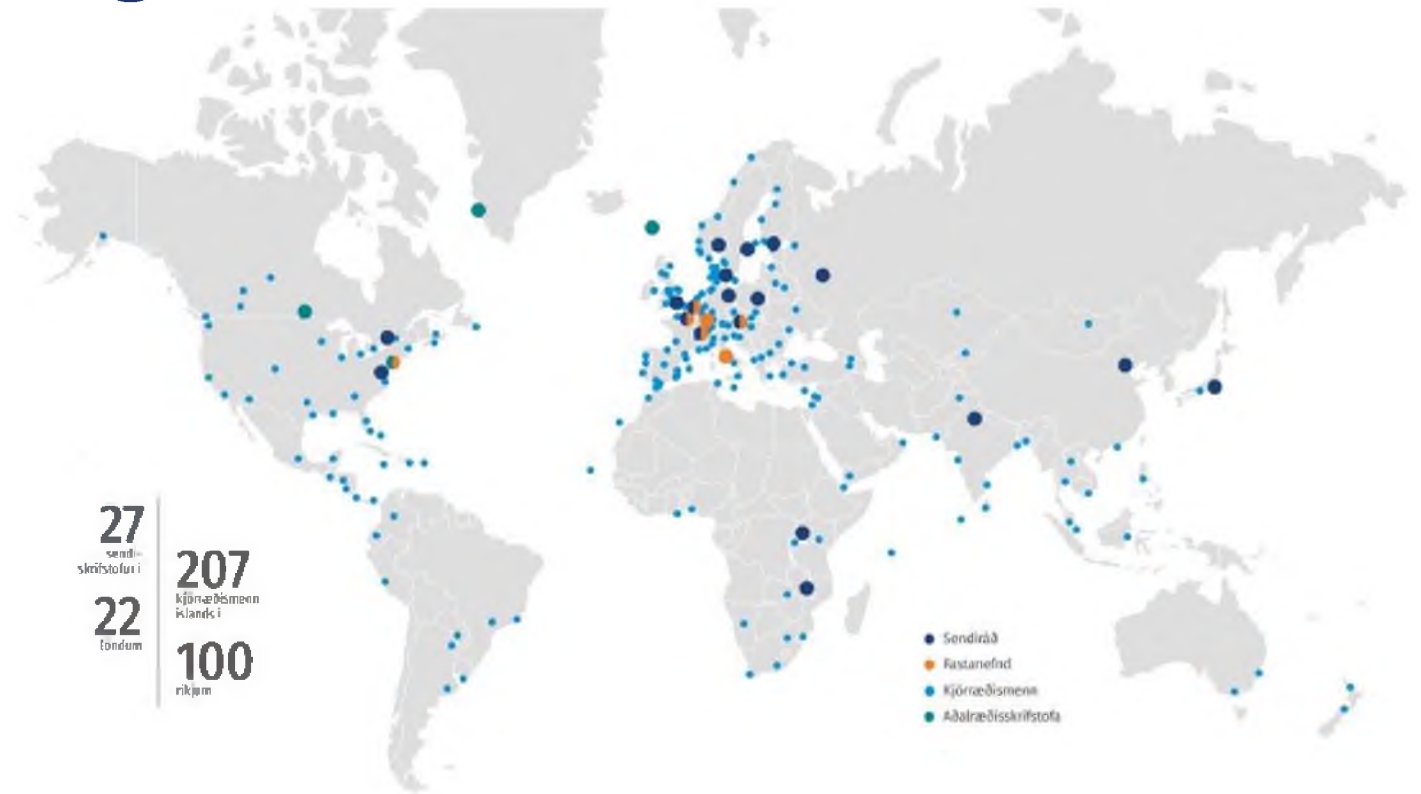 27
sendi-
skrifstofur í
22
löndum
207
kjörræðismenn
Íslands í
100
ríkjum
Sendiráð
Fastanefnd
Kjörræðismenn
Aðalræðisskrifstofa